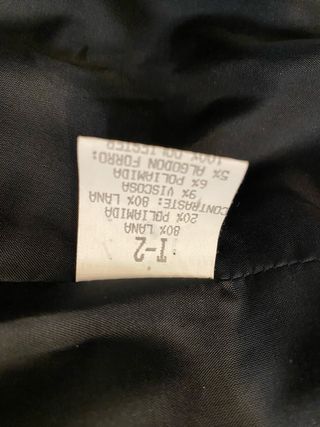 T-2
80% LANA
20% POLIAMIDA
CONTRASTE: 80% LANA
9% VISCOSA
6% POLIAMIDA
5% ALGODON FORRO:
100% POLIESTER